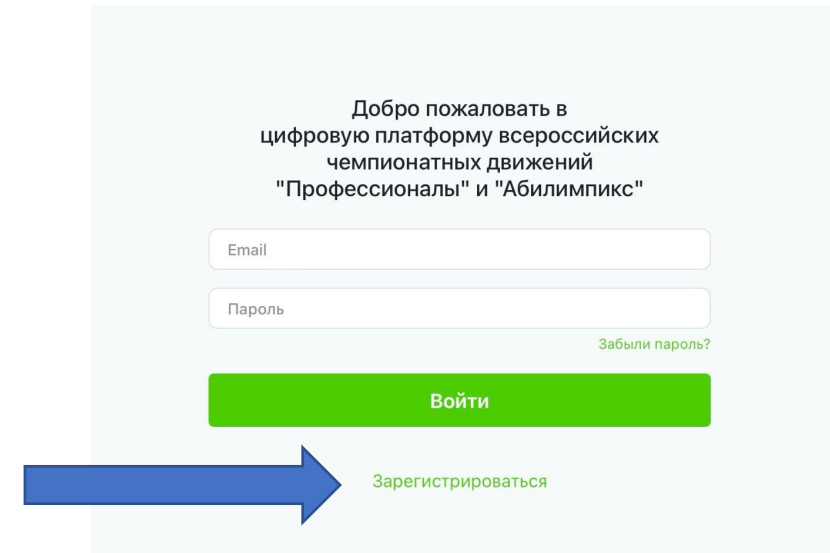 Добро пожаловать в
цифровую платформу всероссийских
чемпионатных движений
"Профессионалы" и "Абилимпикс"
Email
Пароль
Забыли пароль?
Войти
Зарегистрироваться